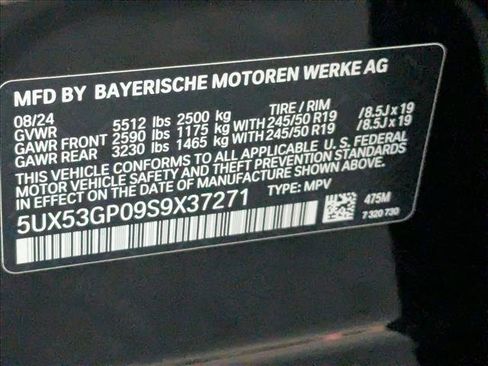 MFD BY BAYERISCHE MOTOREN WERKE AG
08/24 TIRE / RIM
GVWR 5512 lbs 2500 kg
GAWR FRONT 2590 lbs 1175 kg WITH 245/50 R19 /8.5J x 19
GAWR REAR 3230 lbs 1465 kg WITH 245/50 R19 /8.5J x 19
THIS VEHICLE CONFORMS TO ALL APPLICABLE U. S. FEDERAL
MOTOR VEHICLE SAFETY AND THEFT PREVENTION STANDARDS
IN EFFECT ON THE DATE OF MANUFACTURE SHOWN ABOVE.
5UX53GP09S9X37271 TYPE: MPV
475M
7 320 730